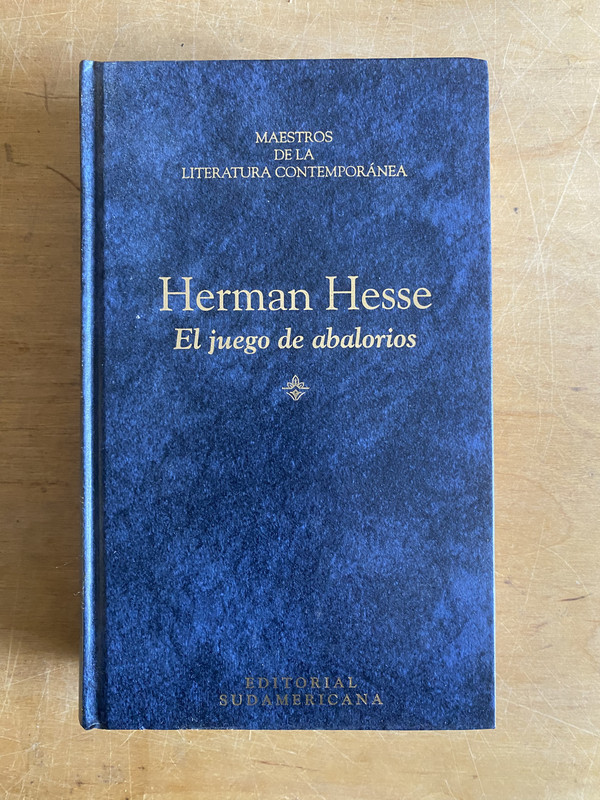 MAESTROS
DE LA
LITERATURA CONTEMPORÁNEA
Herman Hesse
El juego de abalorios
EDITORIAL
SUDAMERICANA